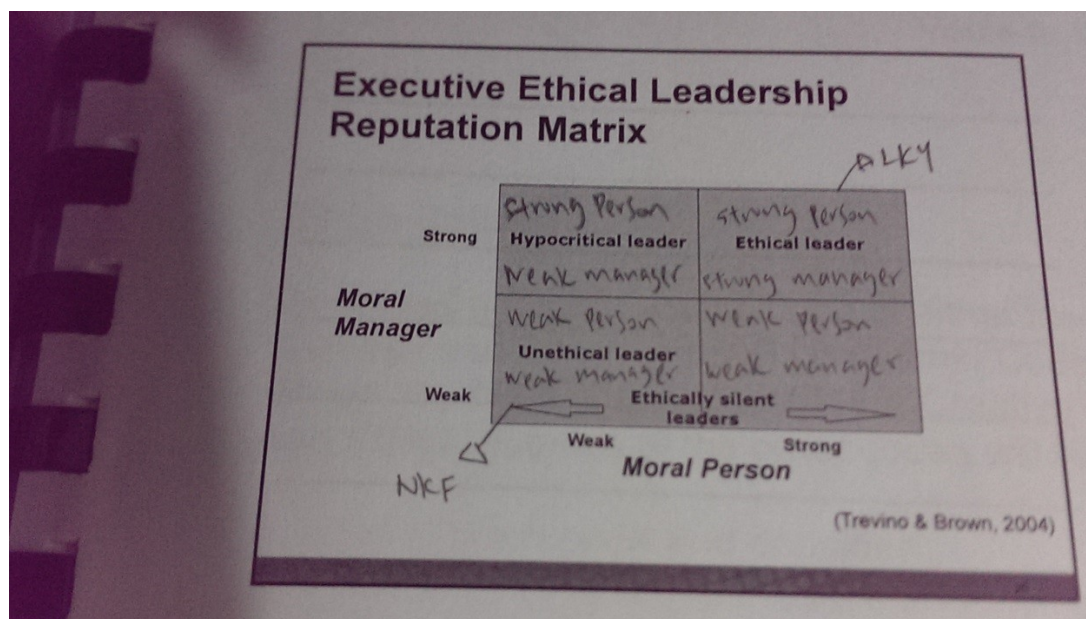 Executive Ethical Leadership
Reputation Matrix
LKY
strong Person
strong person
Strong
Hypocritical leader
Ethical leader
Weak manager
strong manager
Moral
Manager
weak person
weak person
Unethical leader
weak manager
weak manager
Weak
Ethically silent
leaders
Weak
Strong
Moral Person
NKF
(Trevino & Brown, 2004)